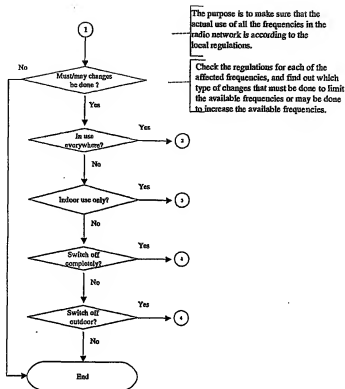 1
The purpose is to make sure that the
actual use of all the frequencies in the
radio network is according to the
local regulations.
No
Must/may changes
be done ?
Check the regulations for each of the
affected frequencies, and find out which
type of changes that must be done to limit
the available frequencies or may be done
to increase the available frequencies.
Yes
In use
everywhere?
Yes
2
No
Indoor use only?
Yes
3
No
Switch off
completely?
Yes
No
Switch off
outdoor?
Yes
4
No
End